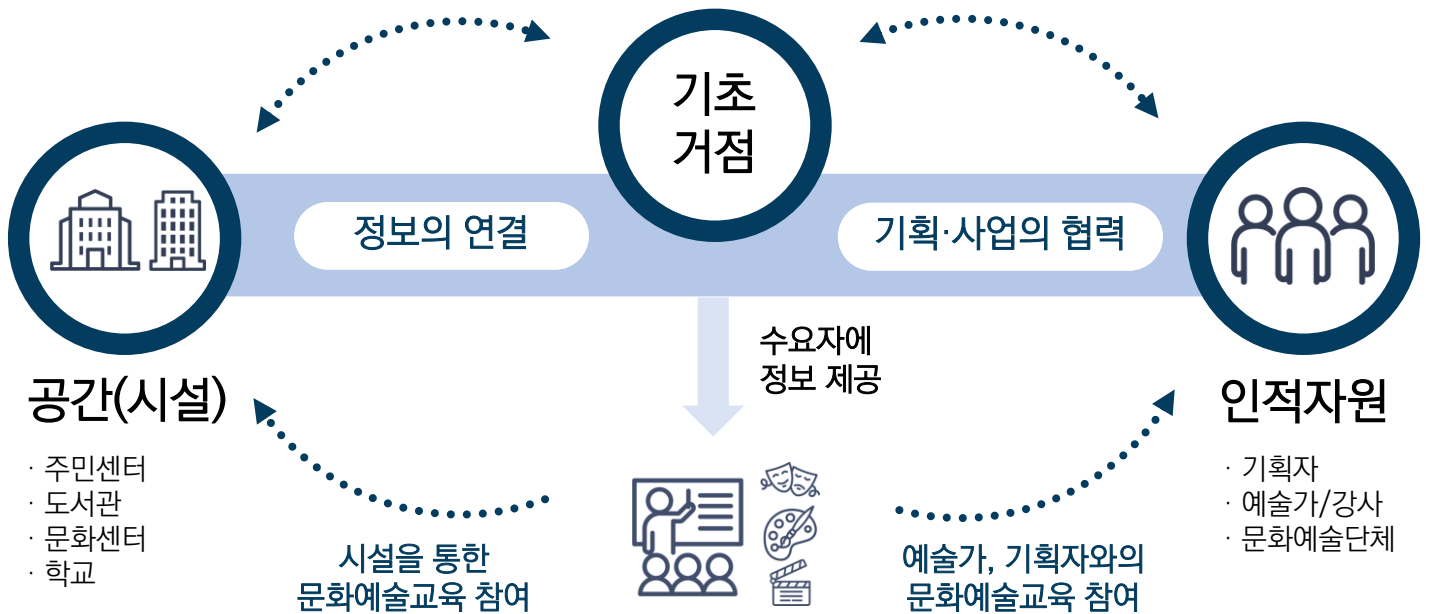 기초
거점
정보의 연결
기획·사업의 협력
수요자에
정보 제공
공간(시설)
· 주민센터
· 도서관
· 문화센터
· 학교
인적자원
· 기획자
· 예술가/강사
· 문화예술단체
시설을 통한
문화예술교육 참여
예술가, 기획자와의
문화예술교육 참여